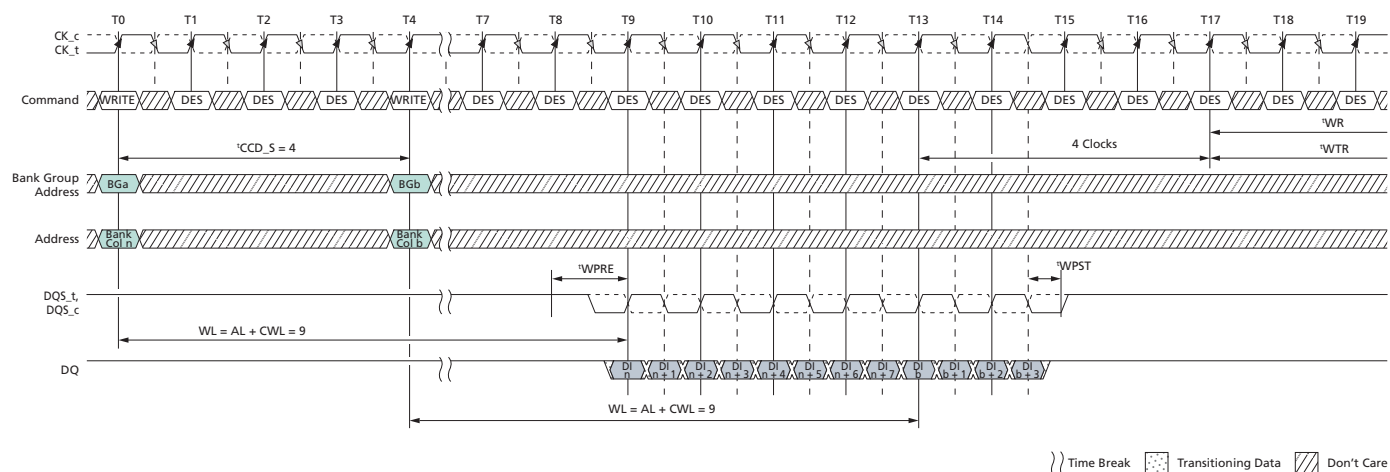 T0 T1 T2 T3 T4 T7 T8 T9 T10 T11 T12 T13 T14 T15 T16 T17 T18 T19
CK_c
CK_t
Command WRITE DES DES DES WRITE DES DES DES DES DES DES DES DES DES DES DES DES DES
tWR
tCCD_S = 4
4 Clocks
tWTR
Bank Group
Address
BGa BGb
Address
Bank
Col n
Bank
Col b
tWPRE tWPST
DQS_t,
DQS_c
WL = AL + CWL = 9
DQ
DI
n
DI
n + 1
DI
n + 2
DI
n + 3
DI
n + 4
DI
n + 5
DI
n + 6
DI
n + 7
DI
b
DI
b + 1
DI
b + 2
DI
b + 3
WL = AL + CWL = 9
Time Break Transitioning Data Don't Care